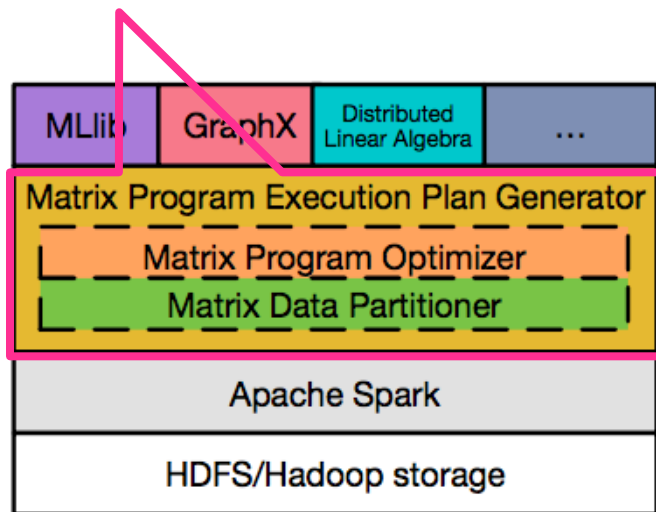 MLlib
GraphX
Distributed
Linear Algebra
...
Matrix Program Execution Plan Generator
Matrix Program Optimizer
Matrix Data Partitioner
Apache Spark
HDFS/Hadoop storage